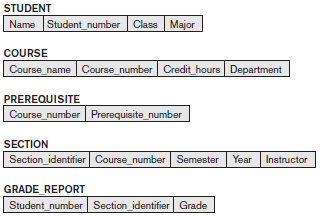 STUDENT
Name Student_number Class Major
COURSE
Course_name Course_number Credit_hours Department
PREREQUISITE
Course_number Prerequisite_number
SECTION
Section_identifier Course_number Semester Year Instructor
GRADE_REPORT
Student_number Section_identifier Grade